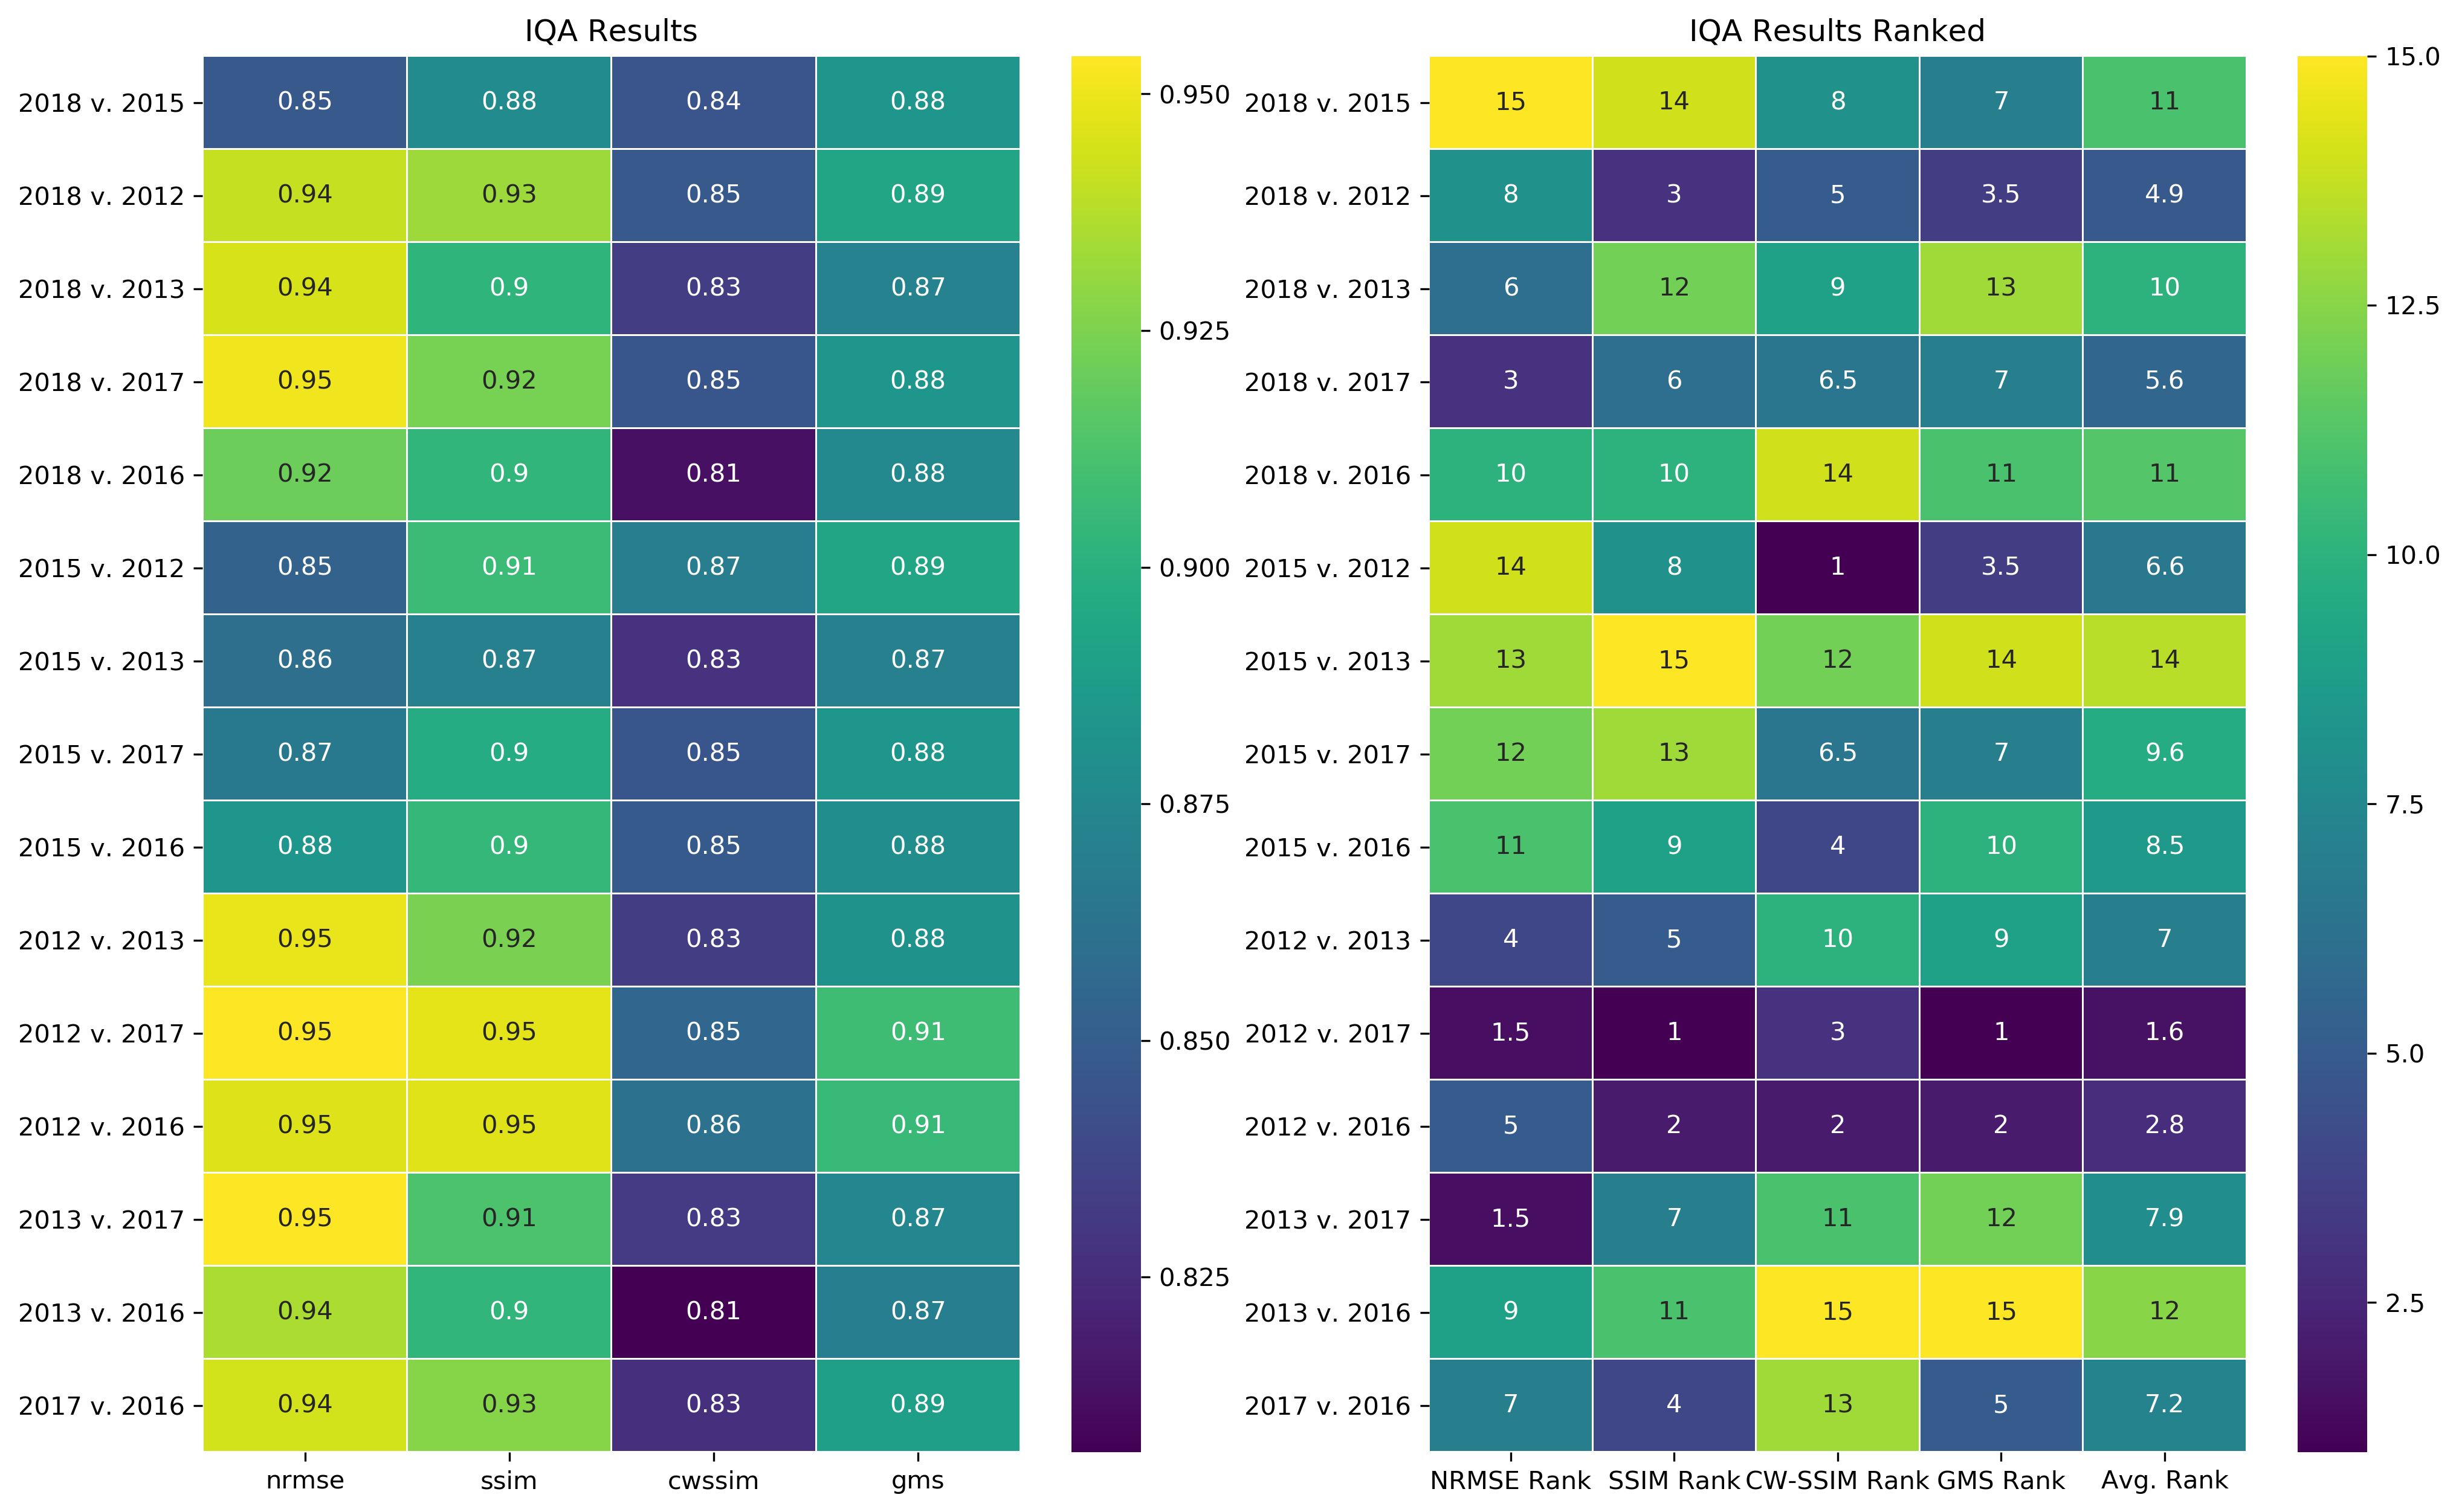 IQA Results
2018 v. 2015 0.85 0.88 0.84 0.88
2018 v. 2012 0.94 0.93 0.85 0.89
2018 v. 2013 0.94 0.9 0.83 0.87
2018 v. 2017 0.95 0.92 0.85 0.88
2018 v. 2016 0.92 0.9 0.81 0.88
2015 v. 2012 0.85 0.91 0.87 0.89
2015 v. 2013 0.86 0.87 0.83 0.87
2015 v. 2017 0.87 0.9 0.85 0.88
2015 v. 2016 0.88 0.9 0.85 0.88
2012 v. 2013 0.95 0.92 0.83 0.88
2012 v. 2017 0.95 0.95 0.85 0.91
2012 v. 2016 0.95 0.95 0.86 0.91
2013 v. 2017 0.95 0.91 0.83 0.87
2013 v. 2016 0.94 0.9 0.81 0.87
2017 v. 2016 0.94 0.93 0.83 0.89
nrmse ssim cwssim gms
0.950
0.925
0.900
0.875
0.850
0.825
IQA Results Ranked
2018 v. 2015 15 14 8 7 11
2018 v. 2012 8 3 5 3.5 4.9
2018 v. 2013 6 12 9 13 10
2018 v. 2017 3 6 6.5 7 5.6
2018 v. 2016 10 10 14 11 11
2015 v. 2012 14 8 1 3.5 6.6
2015 v. 2013 13 15 12 14 14
2015 v. 2017 12 13 6.5 7 9.6
2015 v. 2016 11 9 4 10 8.5
2012 v. 2013 4 5 10 9 7
2012 v. 2017 1.5 1 3 1 1.6
2012 v. 2016 5 2 2 2 2.8
2013 v. 2017 1.5 7 11 12 7.9
2013 v. 2016 9 11 15 15 12
2017 v. 2016 7 4 13 5 7.2
NRMSE Rank SSIM Rank CW-SSIM Rank GMS Rank Avg. Rank
15.0
12.5
10.0
7.5
5.0
2.5